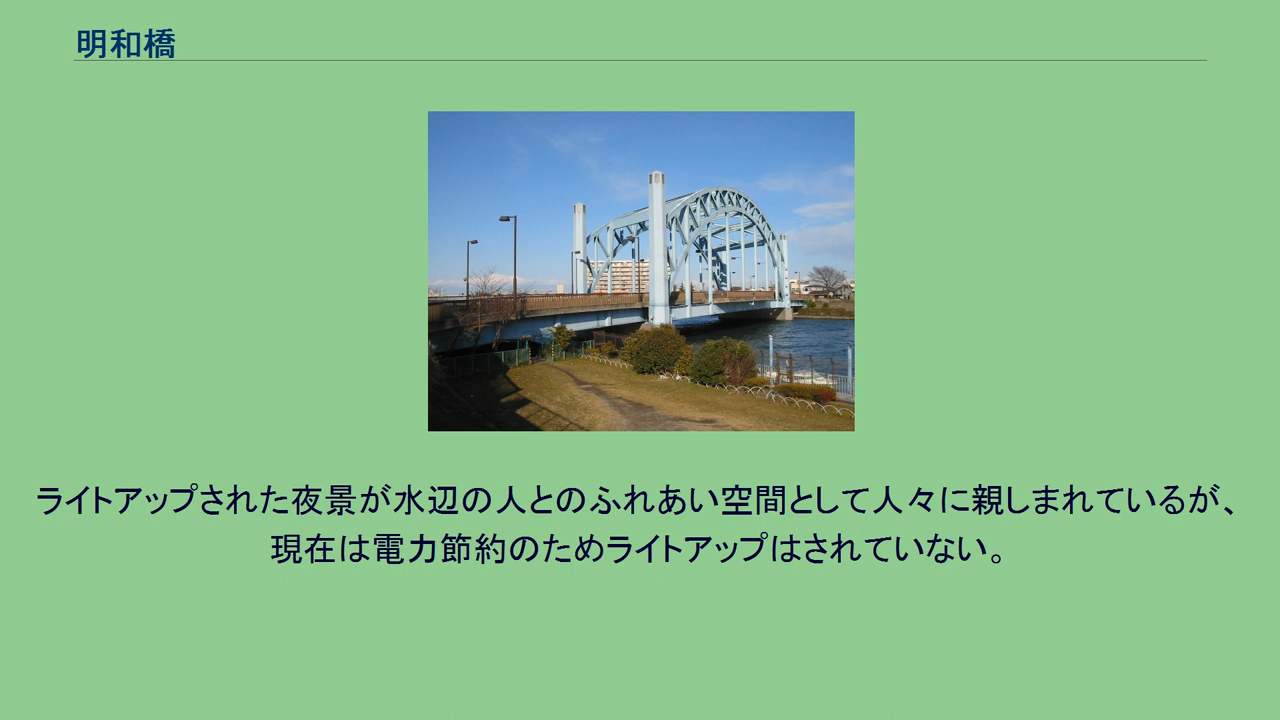 明和橋
ライトアップされた夜景が水辺の人とのふれあい空間として人々に親しまれているが、
現在は電力節約のためライトアップはされていない。